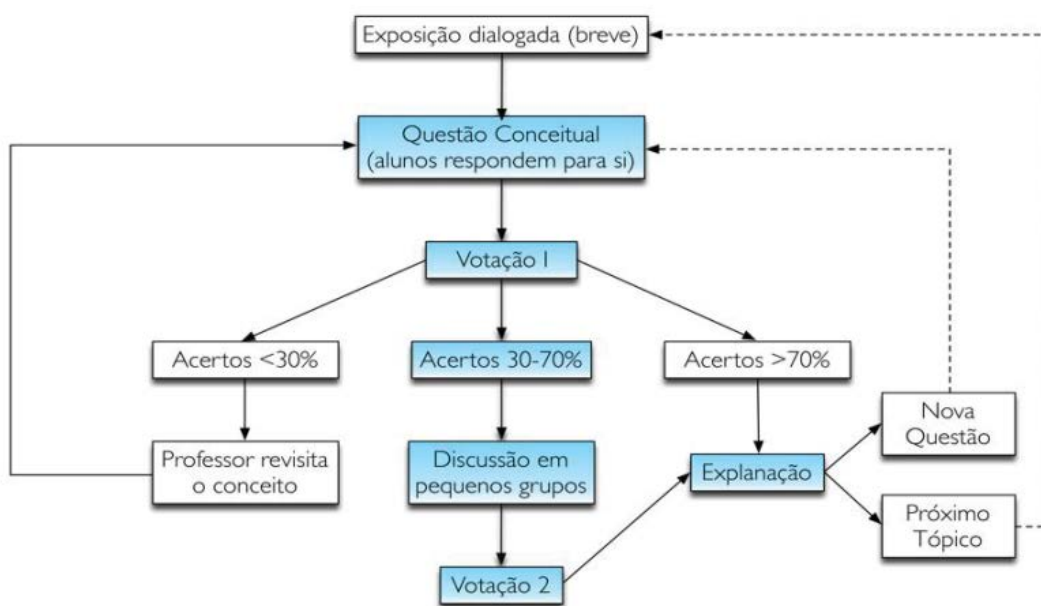 Exposição dialogada (breve)
Questão Conceitual
(alunos respondem para si)
Votação 1
Acertos <30%
Acertos 30-70%
Acertos >70%
Professor revisita
o conceito
Discussão em
pequenos grupos
Explanação
Nova
Questão
Próximo
Tópico
Votação 2